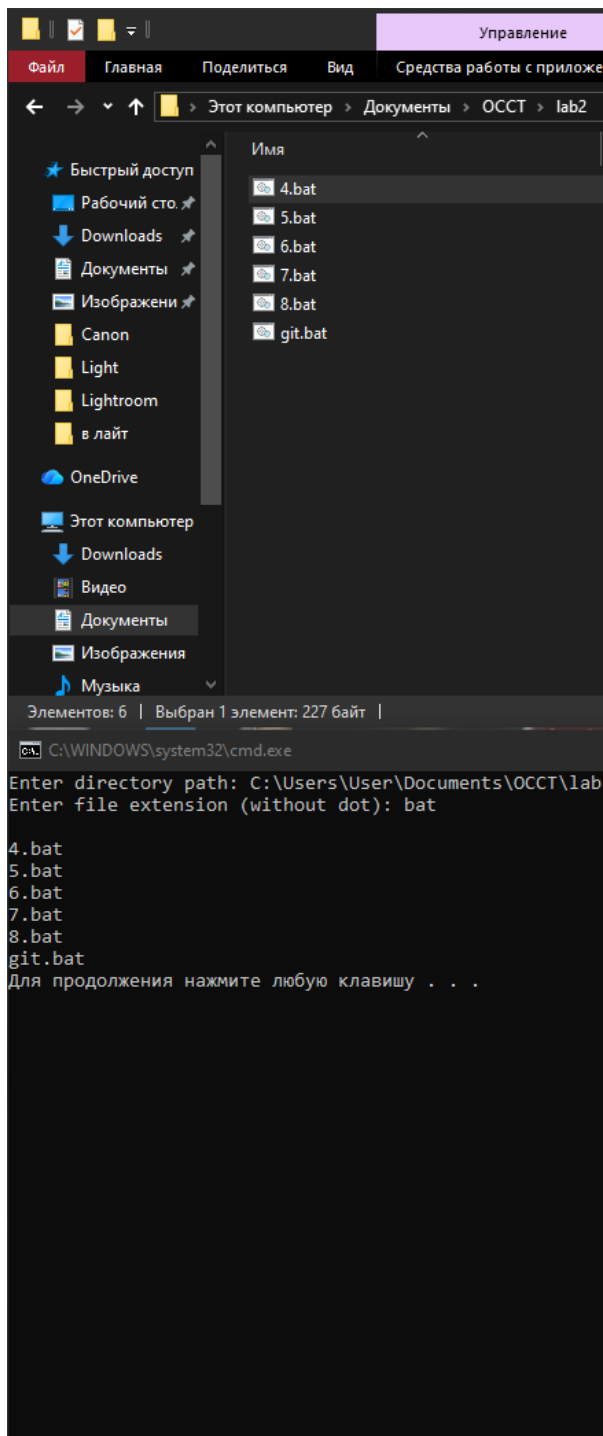 Управление
Файл Главная Поделиться Вид Средства работы с приложе
Этот компьютер > Документы > ОССТ > lab2
Имя
Быстрый доступ
Рабочий сто.
Downloads
Документы
Изображени
Canon
Light
Lightroom
в лайт
OneDrive
Этот компьютер
Downloads
Видео
Документы
Изображения
Музыка
4.bat
5.bat
6.bat
7.bat
8.bat
git.bat
Элементов: 6 | Выбран 1 элемент: 227 байт |
C:\WINDOWS\system32\cmd.exe
Enter directory path: C:\Users\User\Documents\OCCT\lab
Enter file extension (without dot): bat
4.bat
5.bat
6.bat
7.bat
8.bat
git.bat
Для продолжения нажмите любую клавишу . . .